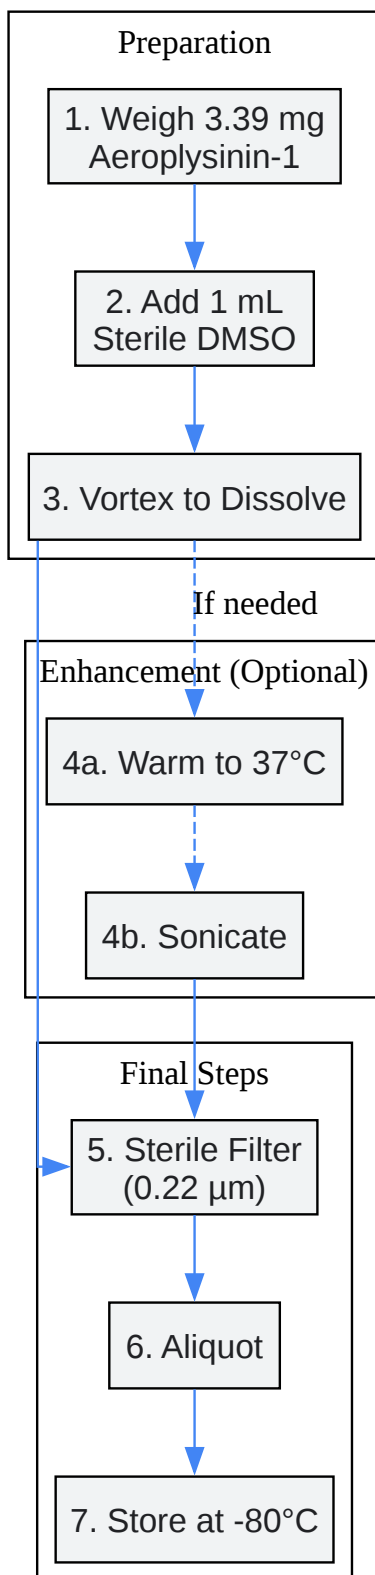 Preparation
1. Weigh 3.39 mg
Aeroplysinin-1
2. Add 1 mL
Sterile DMSO
3. Vortex to Dissolve
If needed
Enhancement (Optional)
4a. Warm to 37°C
4b. Sonicate
Final Steps
5. Sterile Filter
(0.22 µm)
6. Aliquot
7. Store at -80°C